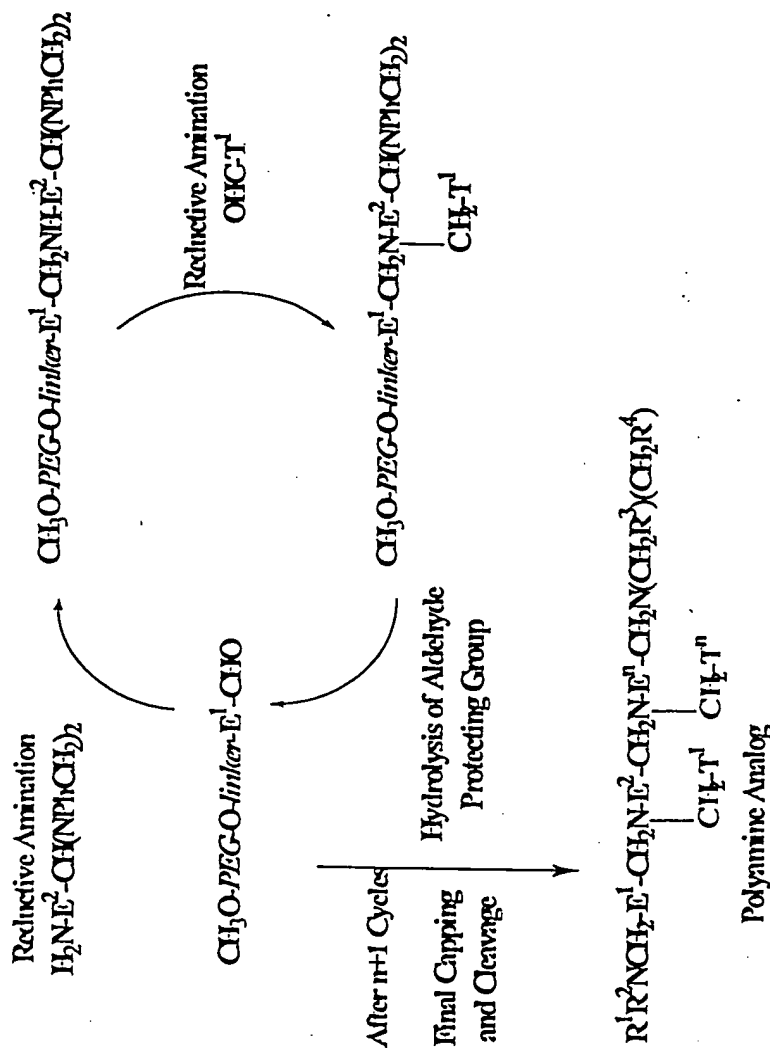 Reductive Amination
H₂N-E²-CH(NPhCH₂)₂
CH₃O-PEG-O-linker-E¹-CH₂NH-E²-CH(NPhCH₂)₂
CH₃O-PEG-O-linker-E¹-CHO
Reductive Amination
OHC-T¹
CH₃O-PEG-O-linker-E¹-CH₂N-E²-CH(NPhCH₂)₂
CH₂-T¹
Hydrolysis of Aldehyde
Protecting Group
After n+1 Cycles
Final Capping
and Cleavage
R¹R²NCH₂-E¹-CH₂N-E²-CH₂N-Eⁿ-CH₂N(CH₂R³)(CH₂R⁴)
CH₂-T¹ CH₂-Tⁿ
Polyamine Analog